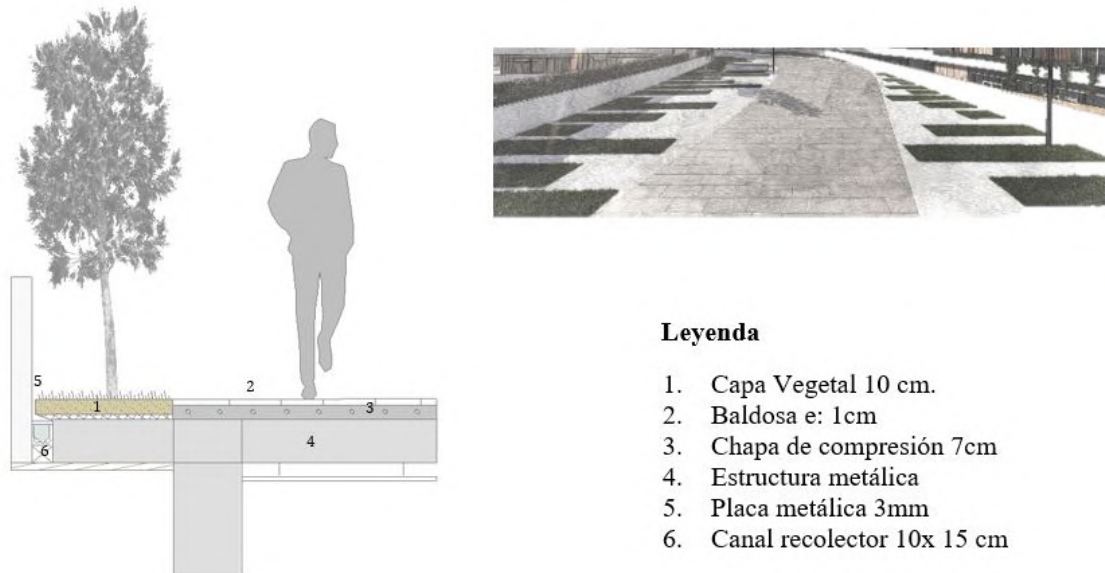 5
1
2
3
4
6
Leyenda
1. Capa Vegetal 10 cm.
2. Baldosa e: 1cm
3. Chapa de compresión 7cm
4. Estructura metálica
5. Placa metálica 3mm
6. Canal recolector 10x 15 cm